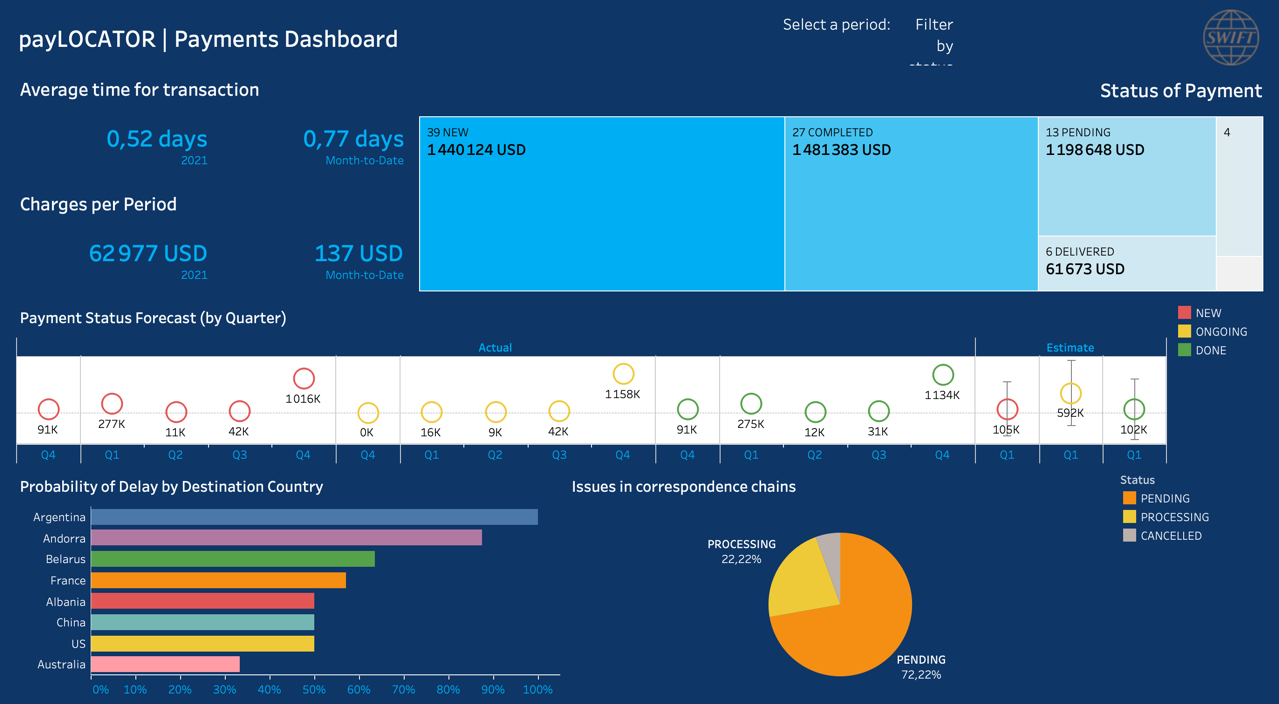 payLOCATOR | Payments Dashboard
Select a period:
Filter
by
SWIFT
Average time for transaction
Status of Payment
0,52 days
2021
0,77 days
Month-to-Date
Charges per Period
62 977 USD
2021
137 USD
Month-to-Date
39 NEW
1 440 124 USD
27 COMPLETED
1 481 383 USD
13 PENDING
1 198 648 USD
4
6 DELIVERED
61 673 USD
Payment Status Forecast (by Quarter)
NEW
ONGOING
DONE
Actual
Estimate
91K 277K 11K 42K 1016K 0K 16K 9K 42K 1158K 91K 275K 12K 31K 1134K 105K 592K 102K
Q4 Q1 Q2 Q3 Q4 Q4 Q1 Q2 Q3 Q4 Q4 Q1 Q2 Q3 Q4 Q1 Q1 Q1
Probability of Delay by Destination Country
Argentina
Andorra
Belarus
France
Albania
China
US
Australia
0% 10% 20% 30% 40% 50% 60% 70% 80% 90% 100%
Issues in correspondence chains
PROCESSING
22,22%
PENDING
72,22%
Status
PENDING
PROCESSING
CANCELLED